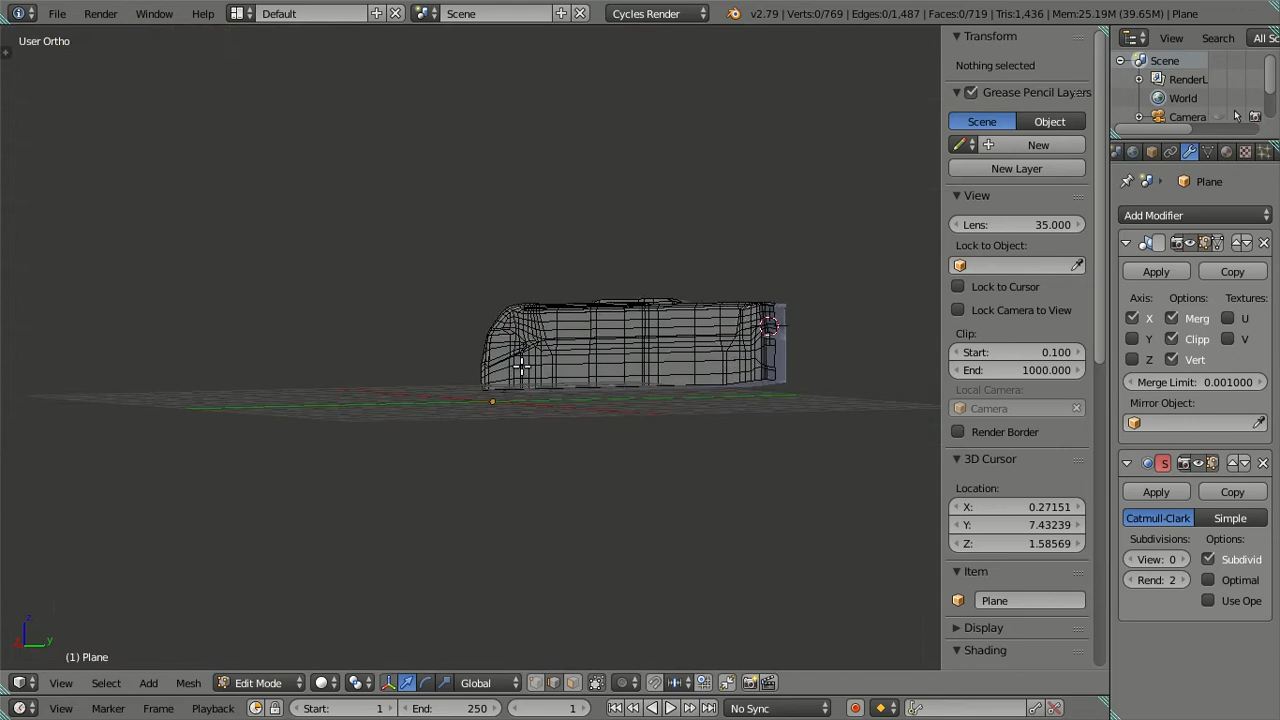 File Render Window Help Default Scene Cycles Render v2.79 | Verts:0/769 | Edges:0/1,487 | Faces:0/719 | Tris:1,436 | Mem:25.19M (39.65M) | Plane
User Ortho
Transform
Nothing selected
Grease Pencil Layers
Scene Object
New
New Layer
View
Lens: 35.000
Lock to Object:
Lock to Cursor
Lock Camera to View
Clip:
Start: 0.100
End: 1000.000
Local Camera:
Camera
Render Border
3D Cursor
Location:
X: 0.27151
Y: 7.43239
Z: 1.58569
Item
Plane
Display
Shading
View Search All Sc
Scene
RenderL
World
Camera
Plane
Add Modifier
Apply Copy
Axis: Options: Textures:
X Merg U
Y Clipp V
Z Vert
Merge Limit: 0.001000
Mirror Object:
S
Apply Copy
Catmull-Clark Simple
Subdivisions: Options:
View: 0 Subdivid
Rend: 2 Optimal
Use Ope
z
y
(1) Plane
View Select Add Mesh Edit Mode Global
View Marker Frame Playback Start: 1 End: 250 1 No Sync